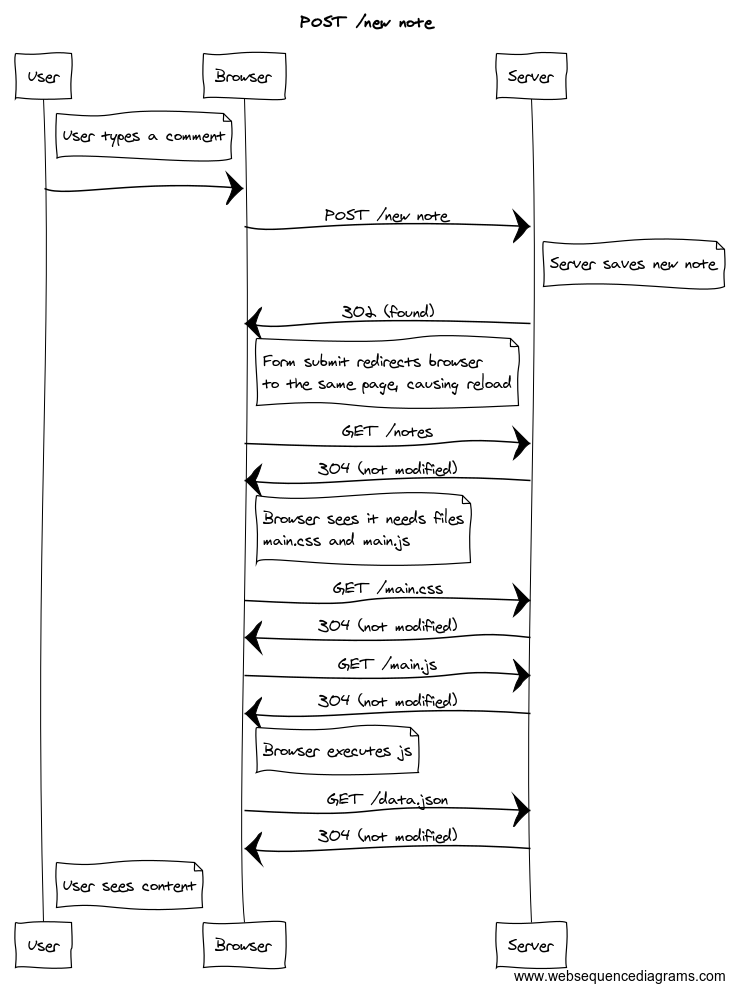 POST /new note
User
Browser
Server
User types a comment
POST /new note
Server saves new note
302 (found)
Form submit redirects browser
to the same page, causing reload
GET /notes
304 (not modified)
Browser sees it needs files
main.css and main.js
GET /main.css
304 (not modified)
GET /main.js
304 (not modified)
Browser executes js
GET /data.json
304 (not modified)
User sees content
User
Browser
Server
www.websequencediagrams.com